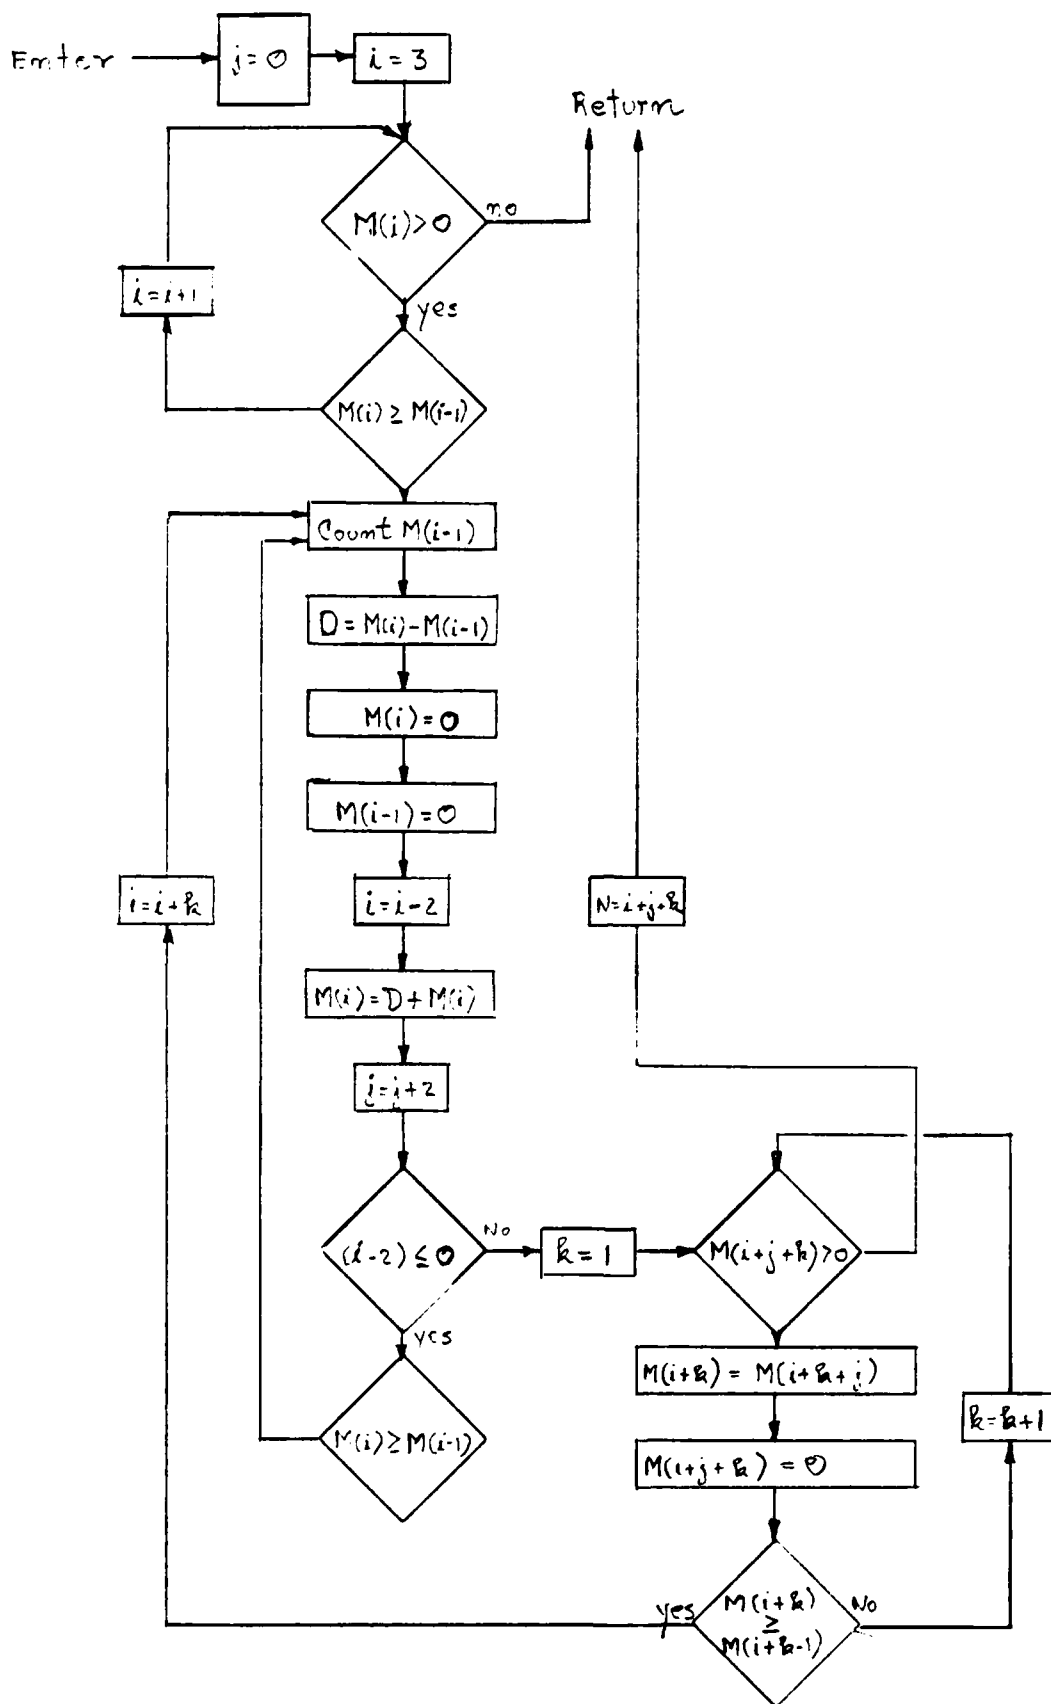 Enter
j = 0
i = 3
Return
M(i) > 0
no
i = i+1
yes
M(i) ≥ M(i-1)
Count M(i-1)
D = M(i) - M(i-1)
M(i) = 0
M(i-1) = 0
i = i + k
i = i - 2
N = i + j + k
M(i) = D + M(i)
j = j + 2
(i-2) ≤ 0
No
k = 1
M(i+j+k) > 0
yes
M(i+k) = M(i+k+j)
k = k+1
M(i) ≥ M(i-1)
M(i+j+k) = 0
yes
M(i+k)
≥
M(i+k-1)
No